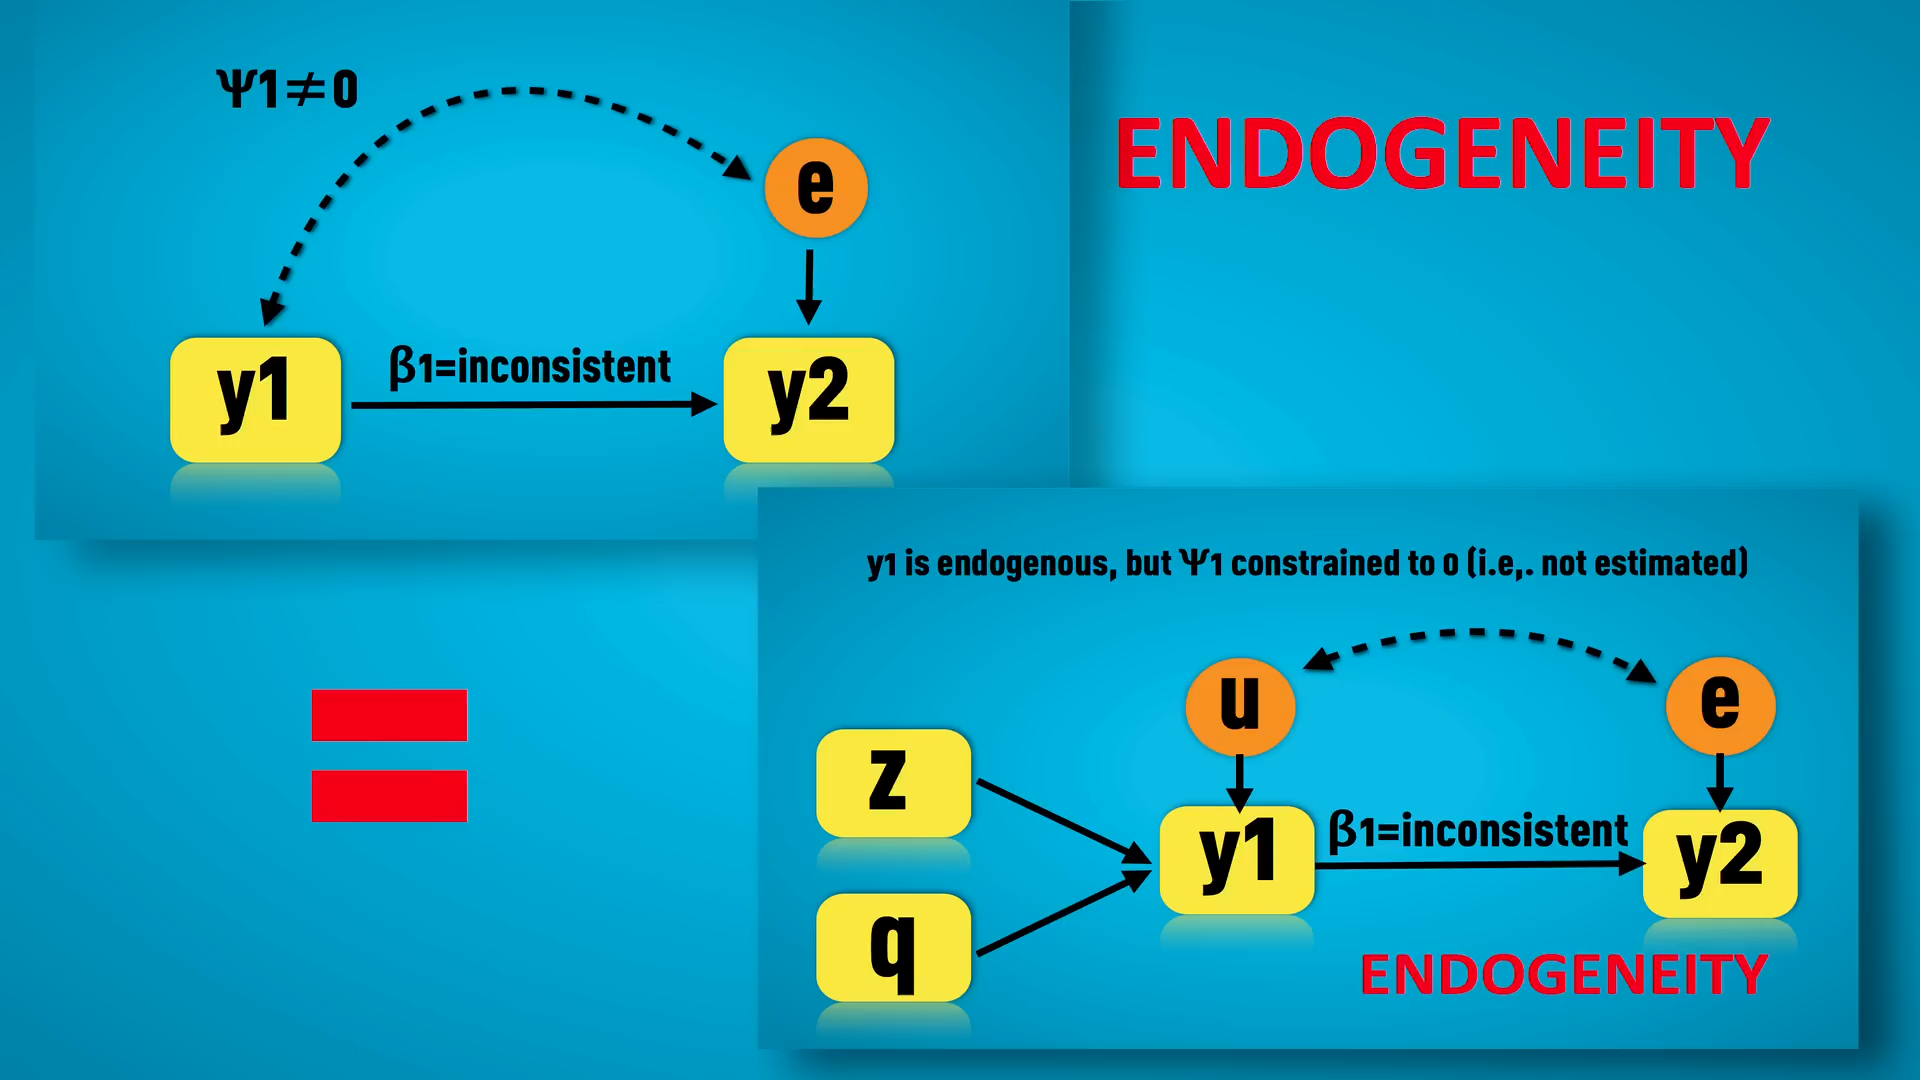 Ψ1≠0
ENDOGENEITY
e
β1=inconsistent
y1
y2
y1 is endogenous, but Ψ1 constrained to 0 (i.e,. not estimated)
u
e
z
β1=inconsistent
y1
y2
q
ENDOGENEITY